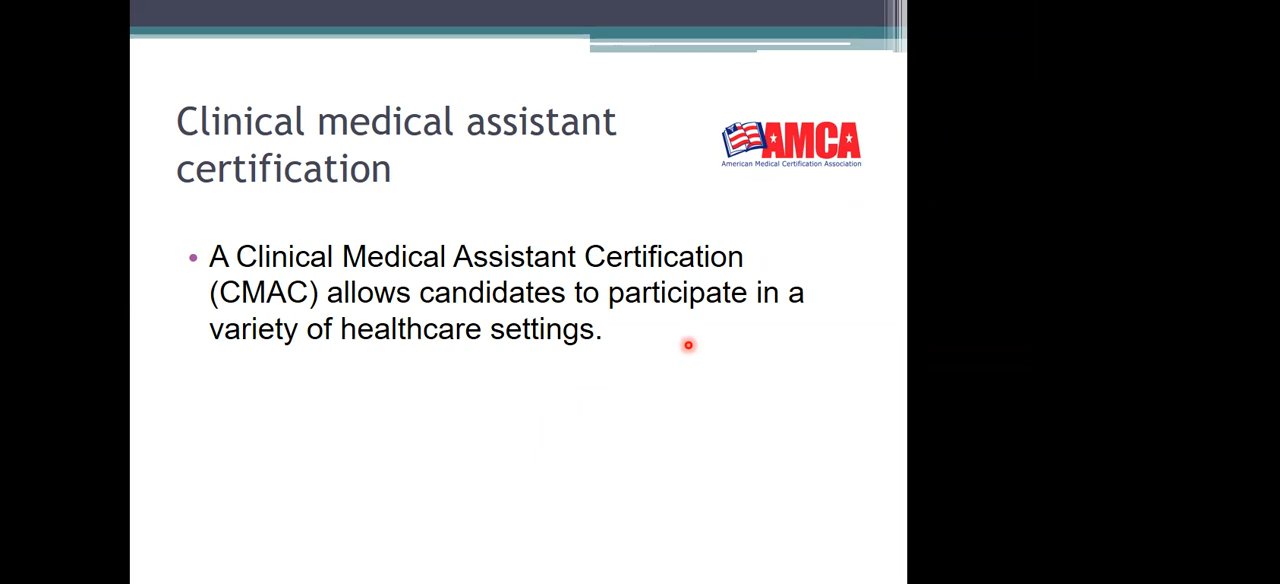 Clinical medical assistant
certification
AMCA
American Medical Certification Association
• A Clinical Medical Assistant Certification
(CMAC) allows candidates to participate in a
variety of healthcare settings.